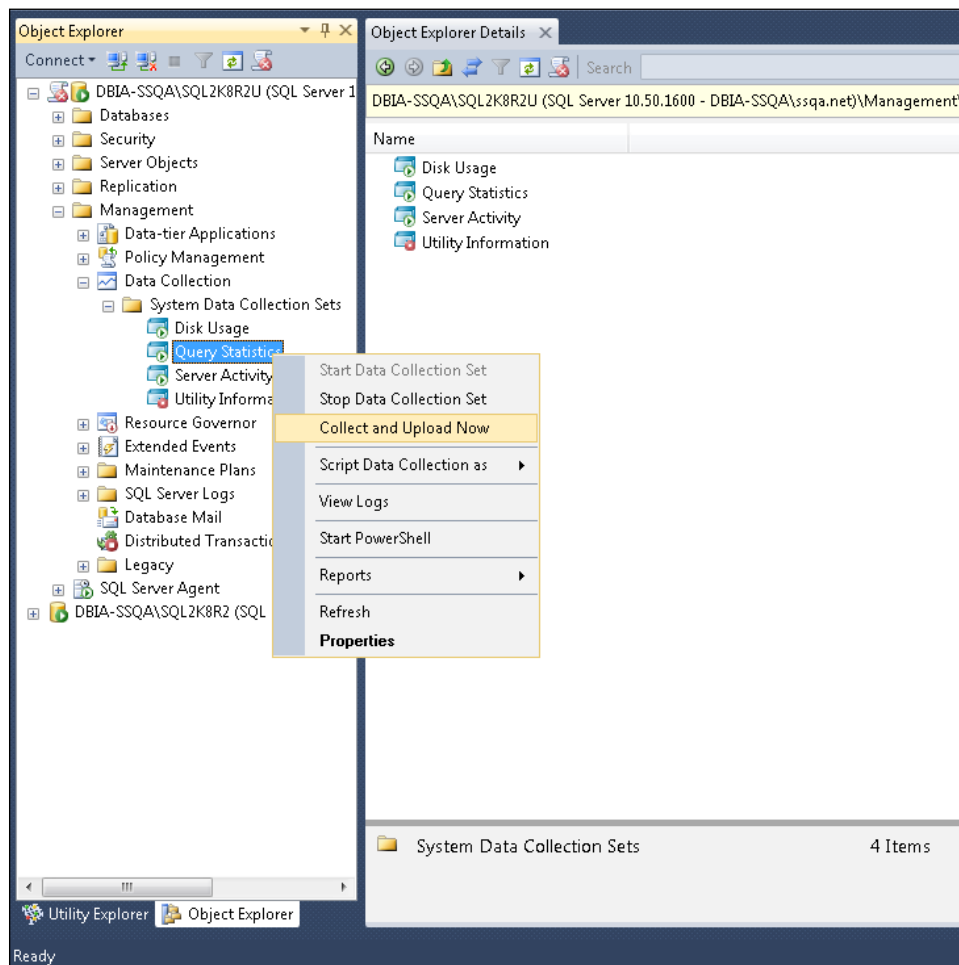 Object Explorer
Connect
DBIA-SSQA\SQL2K8R2U (SQL Server 1
Databases
Security
Server Objects
Replication
Management
Data-tier Applications
Policy Management
Data Collection
System Data Collection Sets
Disk Usage
Query Statistics
Server Activity
Utility Informa
Resource Governor
Extended Events
Maintenance Plans
SQL Server Logs
Database Mail
Distributed Transactio
Legacy
SQL Server Agent
DBIA-SSQA\SQL2K8R2 (SQL
Start Data Collection Set
Stop Data Collection Set
Collect and Upload Now
Script Data Collection as
View Logs
Start PowerShell
Reports
Refresh
Properties
Utility Explorer
Object Explorer
Object Explorer Details
Search
DBIA-SSQA\SQL2K8R2U (SQL Server 10.50.1600 - DBIA-SSQA\ssqa.net)\Management\
Name
Disk Usage
Query Statistics
Server Activity
Utility Information
System Data Collection Sets
4 Items
Ready